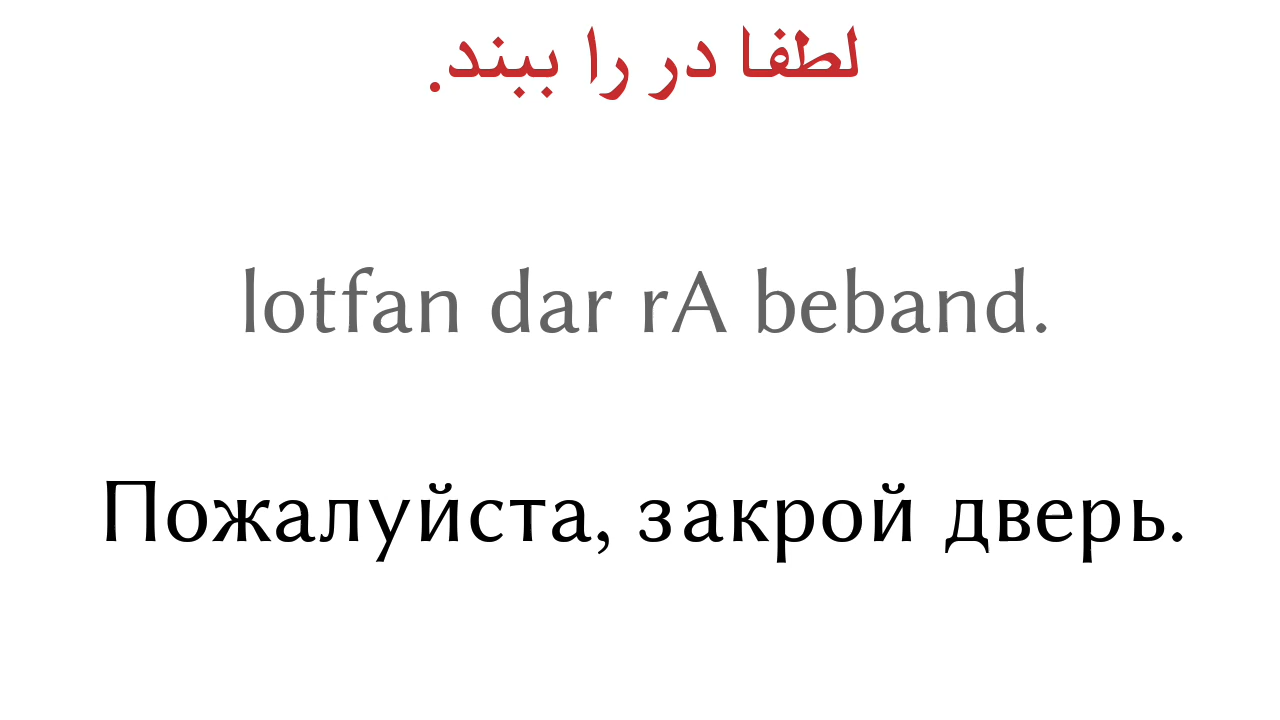 لطفا در را ببند.
lotfan dar rA beband.
Пожалуйста, закрой дверь.